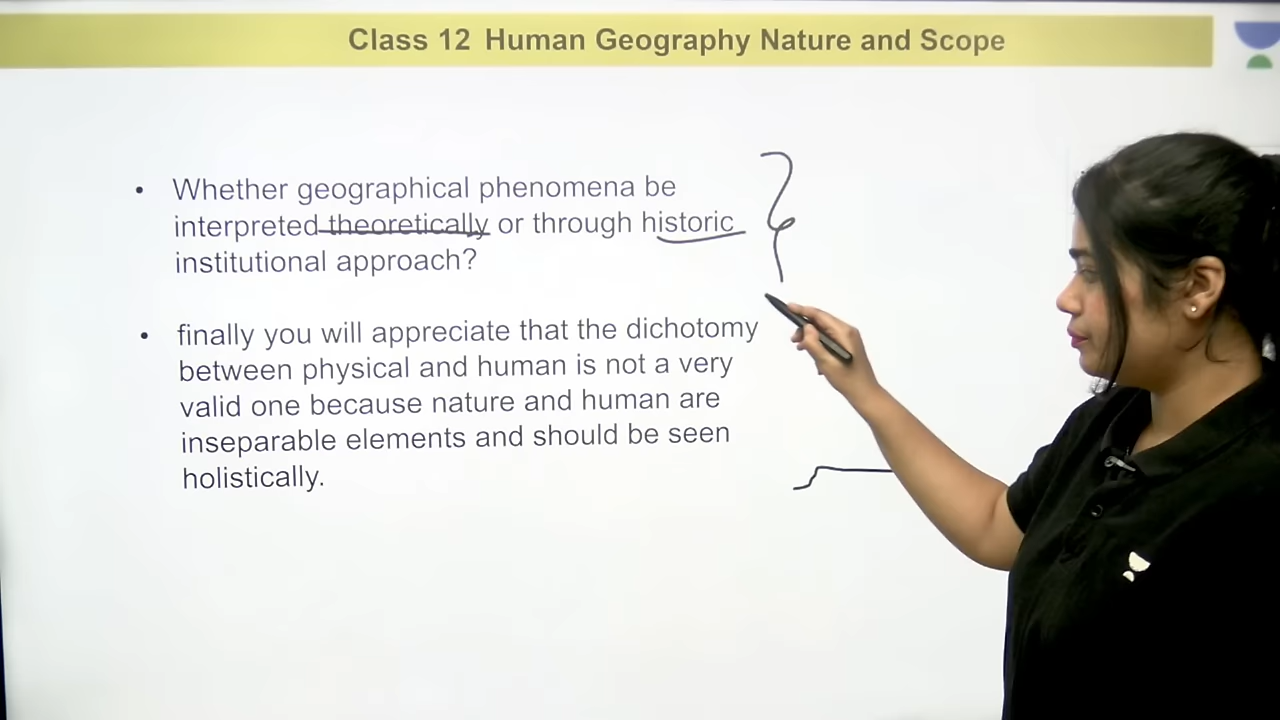 Class 12 Human Geography Nature and Scope
• Whether geographical phenomena be
interpreted theoretically or through historic
institutional approach?
• finally you will appreciate that the dichotomy
between physical and human is not a very
valid one because nature and human are
inseparable elements and should be seen
holistically.